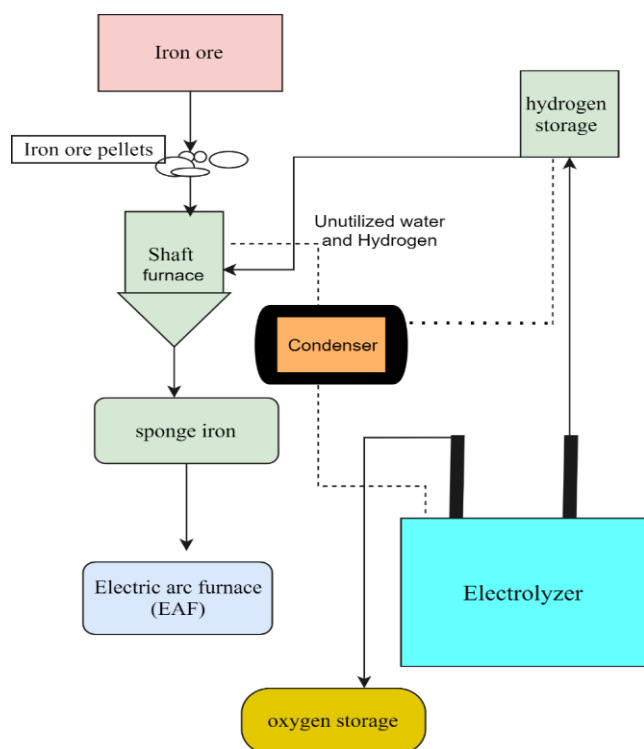 Iron ore
hydrogen
storage
Iron ore pellets
Unutilized water
and Hydrogen
Shaft
furnace
Condenser
sponge iron
Electric arc furnace
(EAF)
Electrolyzer
oxygen storage